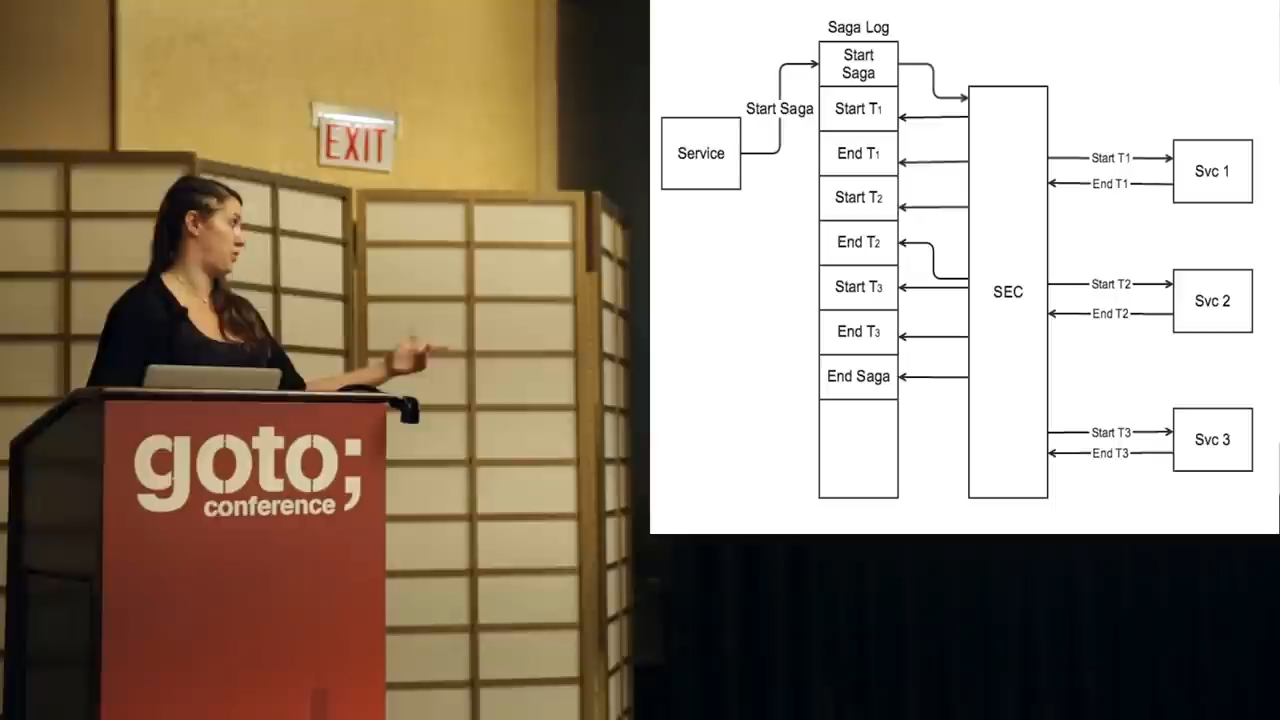 EXIT
goto;
conference
Saga Log
Start
Saga
Start Saga
Start T1
End T1
Start T2
End T2
Start T3
End T3
End Saga
Service
SEC
Start T1
End T1
Svc 1
Start T2
End T2
Svc 2
Start T3
End T3
Svc 3